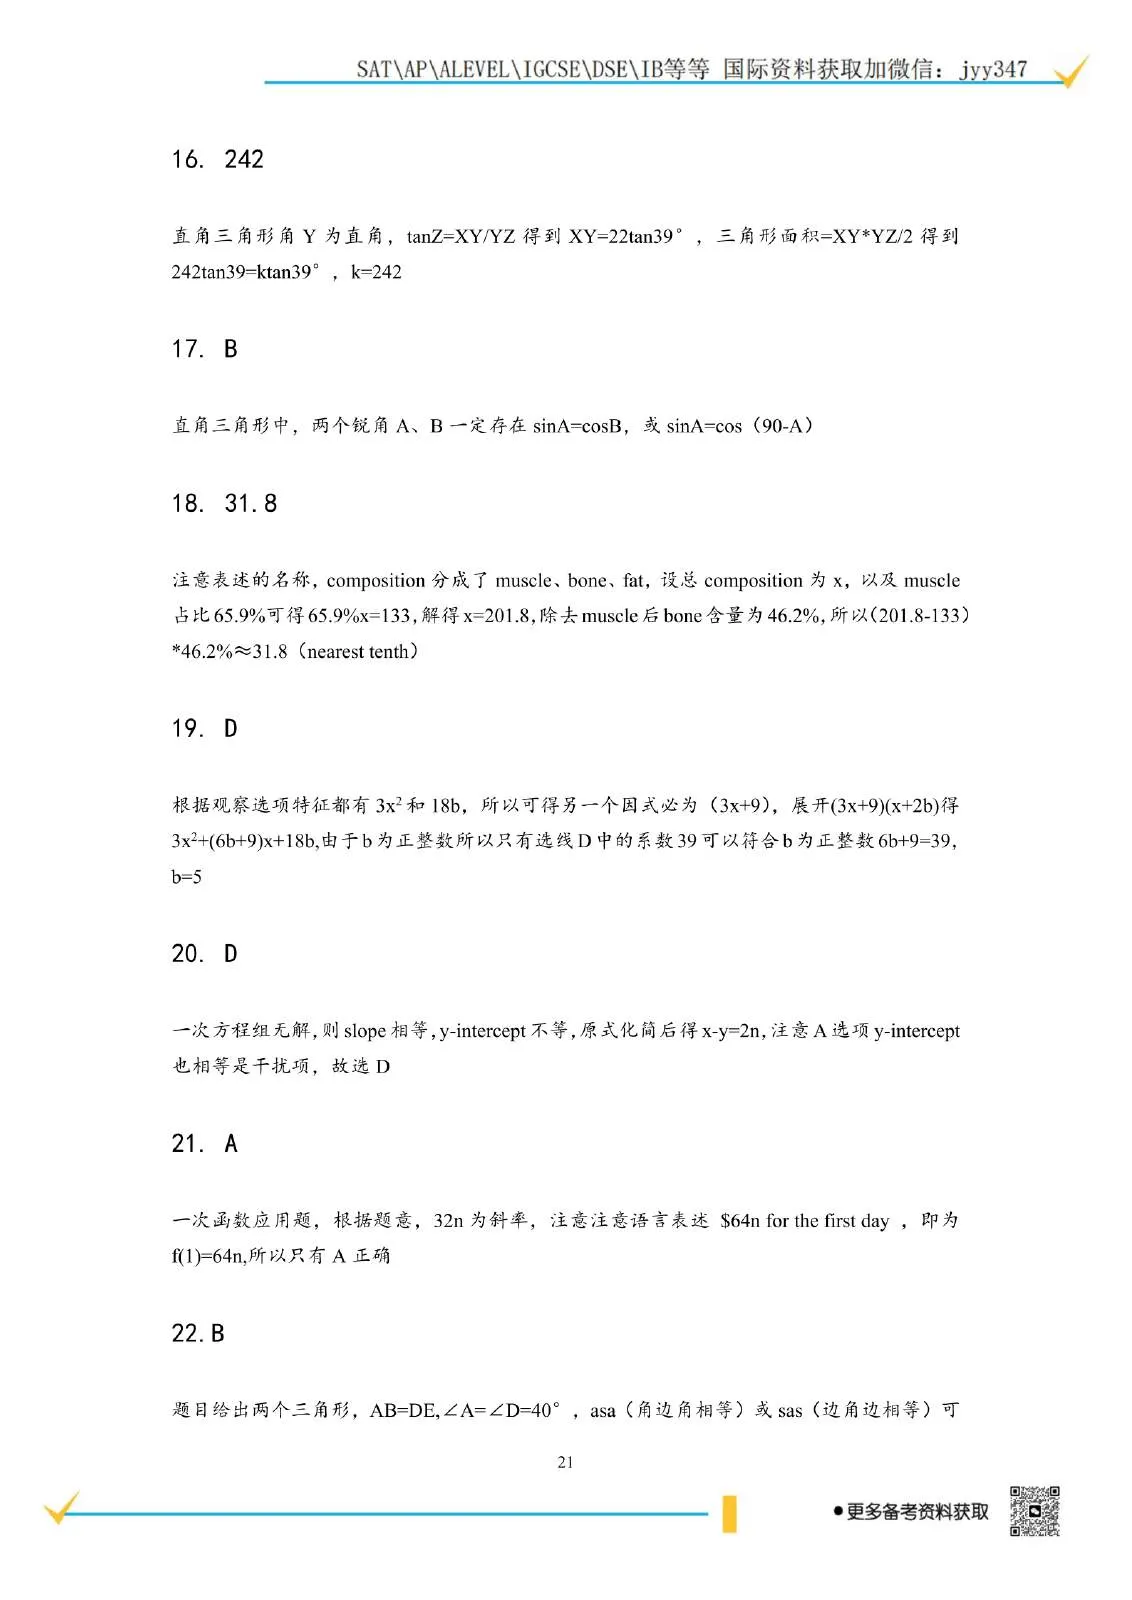 SAT\AP\ALEVEL\IGCSE\DSE\IB等等 国际资料获取加微信：jyy347
16. 242
直角三角形角 Y 为直角，tanZ=XY/YZ 得到 XY=22tan39°，三角形面积=XY*YZ/2 得到
242tan39=ktan39°，k=242
17. B
直角三角形中，两个锐角 A、B 一定存在 sinA=cosB，或 sinA=cos（90-A）
18. 31.8
注意表述的名称，composition 分成了 muscle、bone、fat，设总 composition 为 x，以及 muscle
占比 65.9%可得 65.9%x=133，解得 x=201.8，除去 muscle 后 bone 含量为 46.2%，所以（201.8-133）
*46.2%≈31.8（nearest tenth）
19. D
根据观察选项特征都有 3x²和 18b，所以可得另一个因式必为（3x+9），展开(3x+9)(x+2b)得
3x²+(6b+9)x+18b,由于 b 为正整数所以只有选线 D 中的系数 39 可以符合 b 为正整数 6b+9=39，
b=5
20. D
一次方程组无解，则 slope 相等，y-intercept 不等，原式化简后得 x-y=2n，注意 A 选项 y-intercept
也相等是干扰项，故选 D
21. A
一次函数应用题，根据题意，32n 为斜率，注意注意语言表述 $64n for the first day ，即为
f(1)=64n,所以只有 A 正确
22.B
题目给出两个三角形，AB=DE,∠A=∠D=40°，asa（角边角相等）或 sas（边角边相等）可
21
●更多备考资料获取